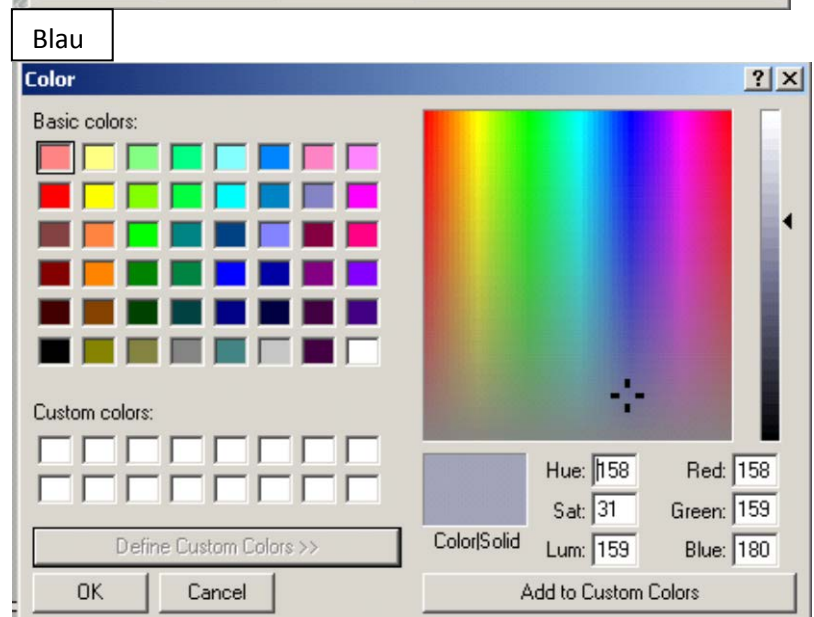 Blau
Color
? ×
Basic colors:
Custom colors:
Define Custom Colors >>
OK Cancel
Color|Solid
Hue: 158 Red: 158
Sat: 31 Green: 159
Lum: 159 Blue: 180
Add to Custom Colors